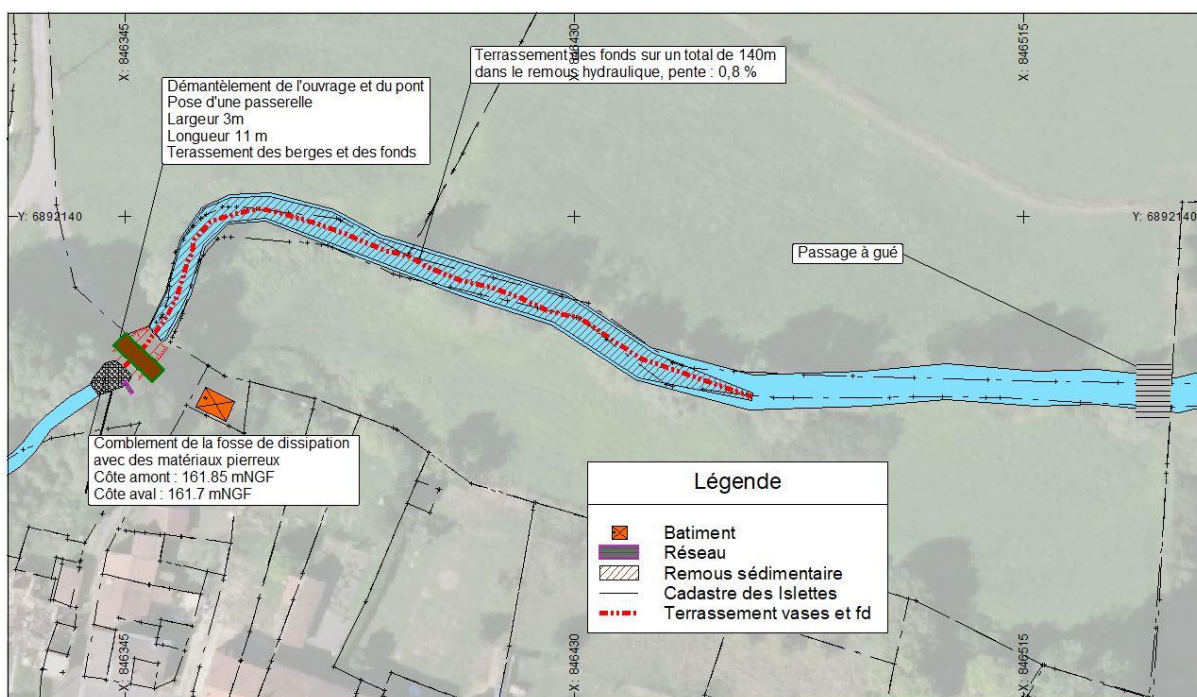 X: 846345
X: 846430
X: 846515
Terrassement des fonds sur un total de 140m
dans le remous hydraulique, pente : 0,8 %
Démantèlement de l'ouvrage et du pont
Pose d'une passerelle
Largeur 3m
Longueur 11 m
Terassement des berges et des fonds
Y: 6892140
Y: 6892140
Passage à gué
Comblement de la fosse de dissipation
avec des matériaux pierreux
Côte amont : 161.85 mNGF
Côte aval : 161.7 mNGF
Légende
Batiment
Réseau
Remous sédimentaire
Cadastre des Islettes
Terrassement vases et fd
X: 846345
X: 846430
X: 846515